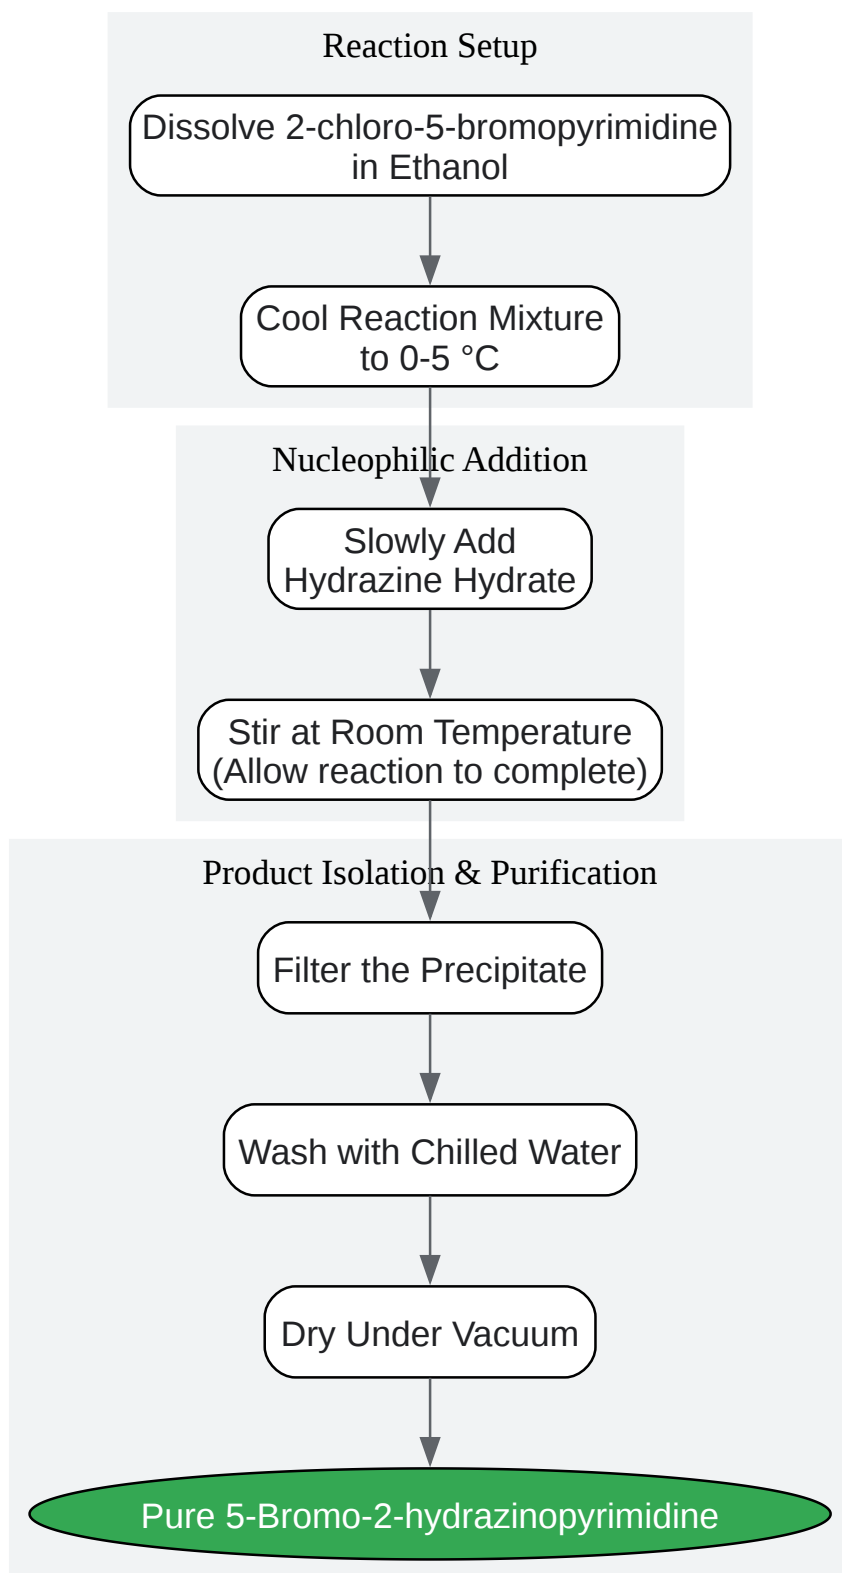 Reaction Setup
Dissolve 2-chloro-5-bromopyrimidine
in Ethanol
Cool Reaction Mixture
to 0-5 °C
Nucleophilic Addition
Slowly Add
Hydrazine Hydrate
Stir at Room Temperature
(Allow reaction to complete)
Product Isolation & Purification
Filter the Precipitate
Wash with Chilled Water
Dry Under Vacuum
Pure 5-Bromo-2-hydrazinopyrimidine